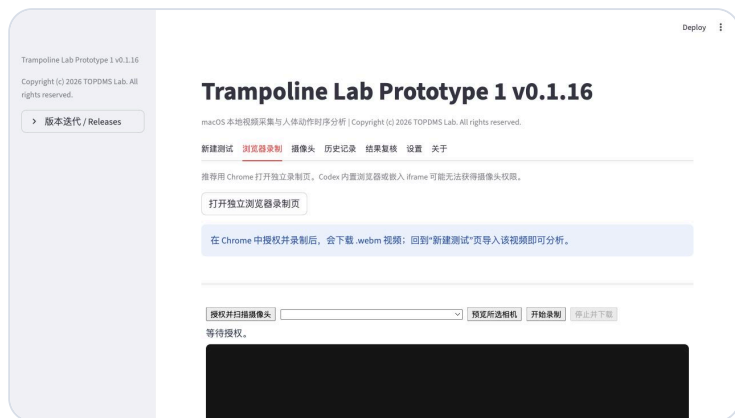 Deploy
Trampoline Lab Prototype 1 v0.1.16
Copyright (c) 2026 TOPDMS Lab. All
rights reserved.
版本迭代 / Releases
Trampoline Lab Prototype 1 v0.1.16
macOS 本地视频采集与人体动作时序分析 | Copyright (c) 2026 TOPDMS Lab. All rights reserved.
新建测试 浏览器录制 摄像头 历史记录 结果复核 设置 关于
推荐用 Chrome 打开独立录制页。Codex 内置浏览器或嵌入 iframe 可能无法获得摄像头权限。
打开独立浏览器录制页
在 Chrome 中授权并录制后，会下载 .webm 视频；回到“新建测试”页导入该视频即可分析。
授权并扫描摄像头 预览所选相机 开始录制 停止并下载
等待授权。